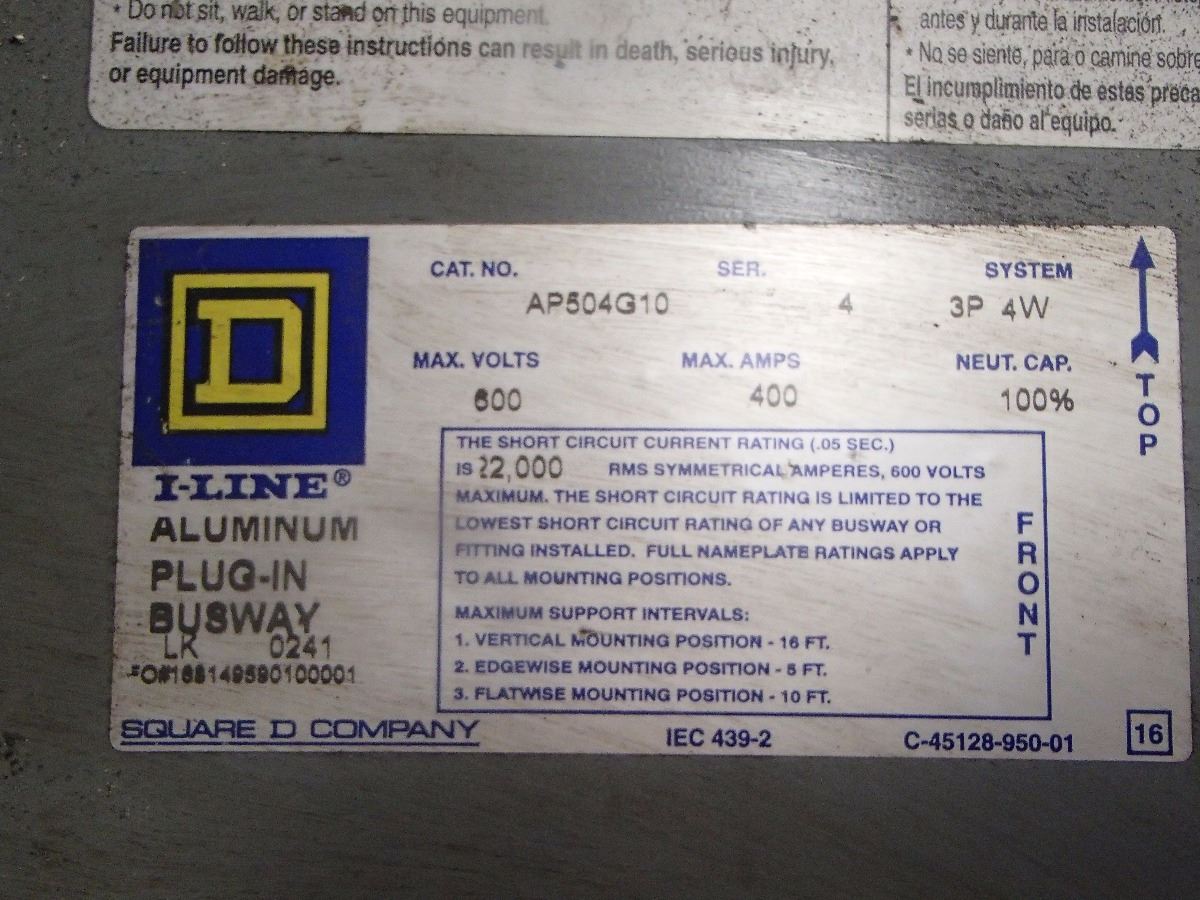 • Do not sit, walk, or stand on this equipment.
Failure to follow these instructions can result in death, serious injury,
or equipment damage.
antes y durante la instalación.
• No se siente, para o camine sobre
El incumplimiento de estas preca
serias o daño al equipo.
D
I-LINE®
ALUMINUM
PLUG-IN
BUSWAY
LK 0241
SQUARE D COMPANY
CAT. NO. SER. SYSTEM
AP504G10 4 3P 4W
MAX. VOLTS MAX. AMPS NEUT. CAP.
600 400 100%
THE SHORT CIRCUIT CURRENT RATING (.05 SEC.)
IS 22,000 RMS SYMMETRICAL AMPERES, 600 VOLTS
MAXIMUM. THE SHORT CIRCUIT RATING IS LIMITED TO THE
LOWEST SHORT CIRCUIT RATING OF ANY BUSWAY OR
FITTING INSTALLED. FULL NAMEPLATE RATINGS APPLY
TO ALL MOUNTING POSITIONS.
MAXIMUM SUPPORT INTERVALS:
1. VERTICAL MOUNTING POSITION - 16 FT.
2. EDGEWISE MOUNTING POSITION - 5 FT.
3. FLATWISE MOUNTING POSITION - 10 FT.
FRONT
TOP
IEC 439-2 C-45128-950-01
16